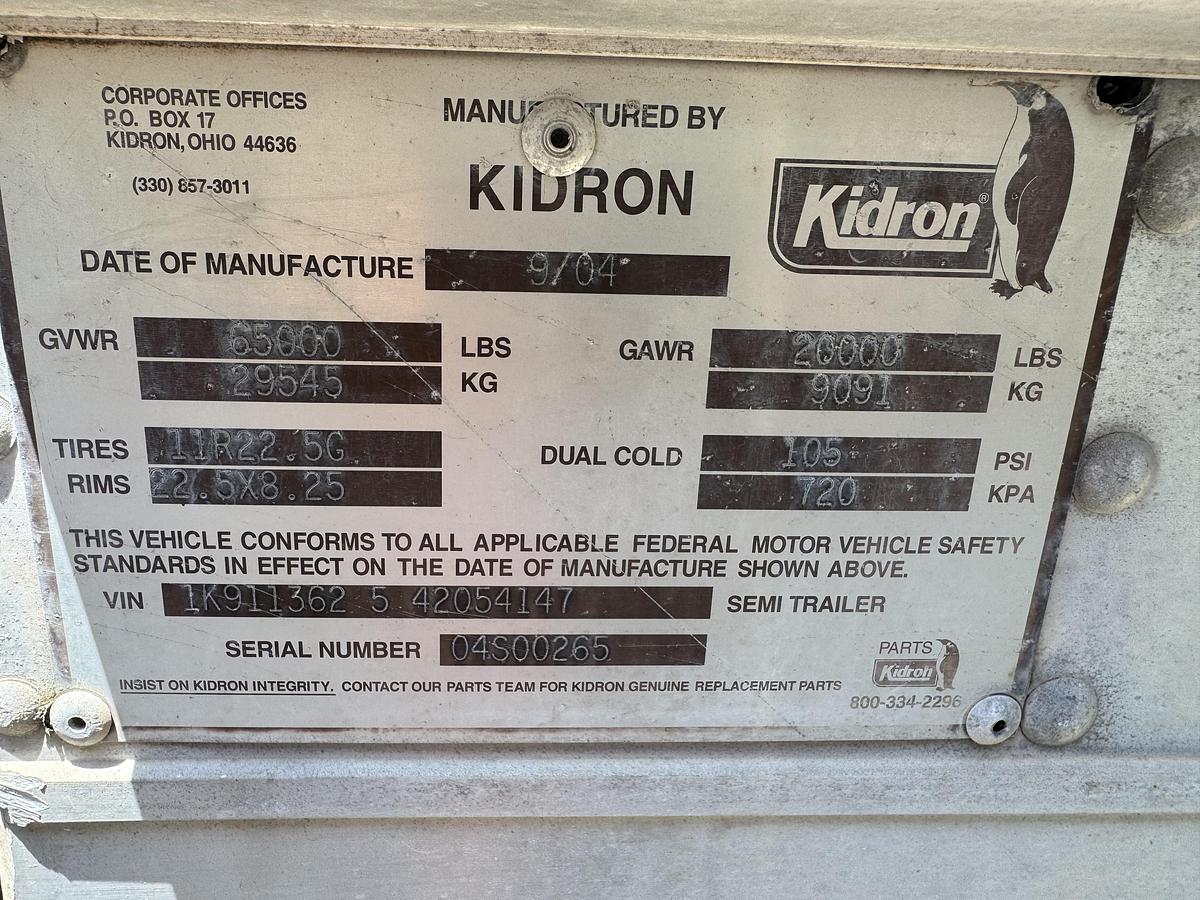 CORPORATE OFFICES
P.O. BOX 17
KIDRON, OHIO 44636
(330) 857-3011
MANUFACTURED BY
KIDRON
Kidron®
DATE OF MANUFACTURE 9/04
GVWR 65000 LBS
29545 KG
GAWR 20000 LBS
9091 KG
TIRES 11R22.5G
RIMS 22.5X8.25
DUAL COLD 105 PSI
720 KPA
THIS VEHICLE CONFORMS TO ALL APPLICABLE FEDERAL MOTOR VEHICLE SAFETY
STANDARDS IN EFFECT ON THE DATE OF MANUFACTURE SHOWN ABOVE.
VIN 1K911362 5 42054147 SEMI TRAILER
SERIAL NUMBER 04S00265
INSIST ON KIDRON INTEGRITY. CONTACT OUR PARTS TEAM FOR KIDRON GENUINE REPLACEMENT PARTS
PARTS
Kidron
800-334-2296